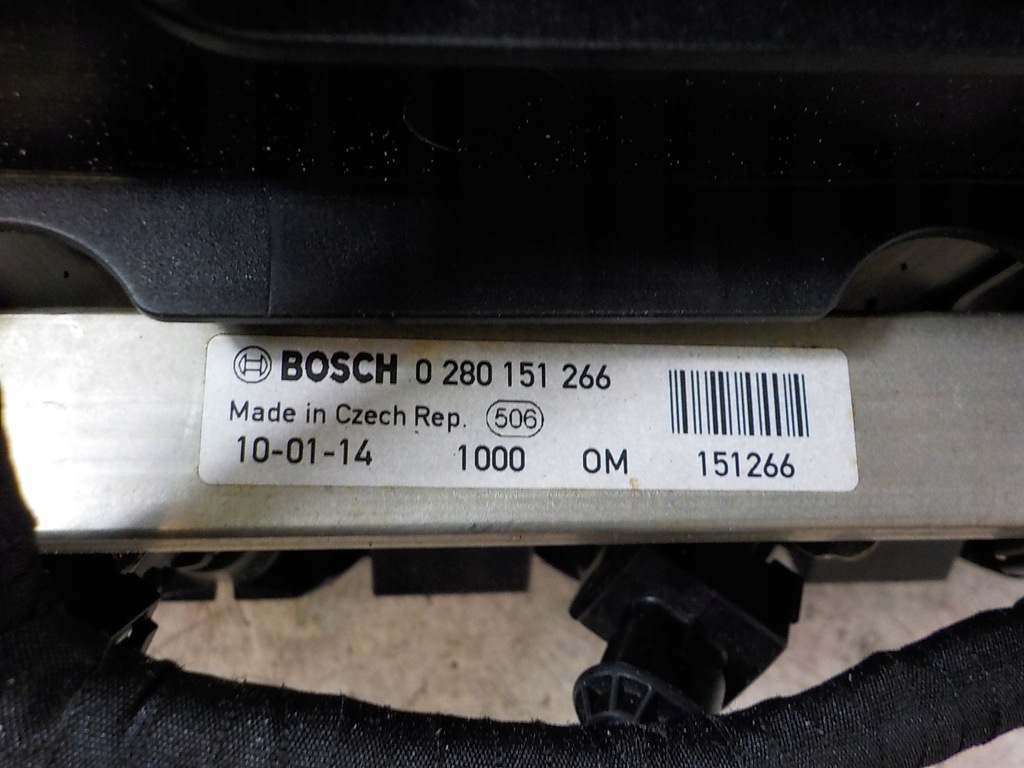 BOSCH 0 280 151 266
Made in Czech Rep. 506
10-01-14 1000 OM 151266